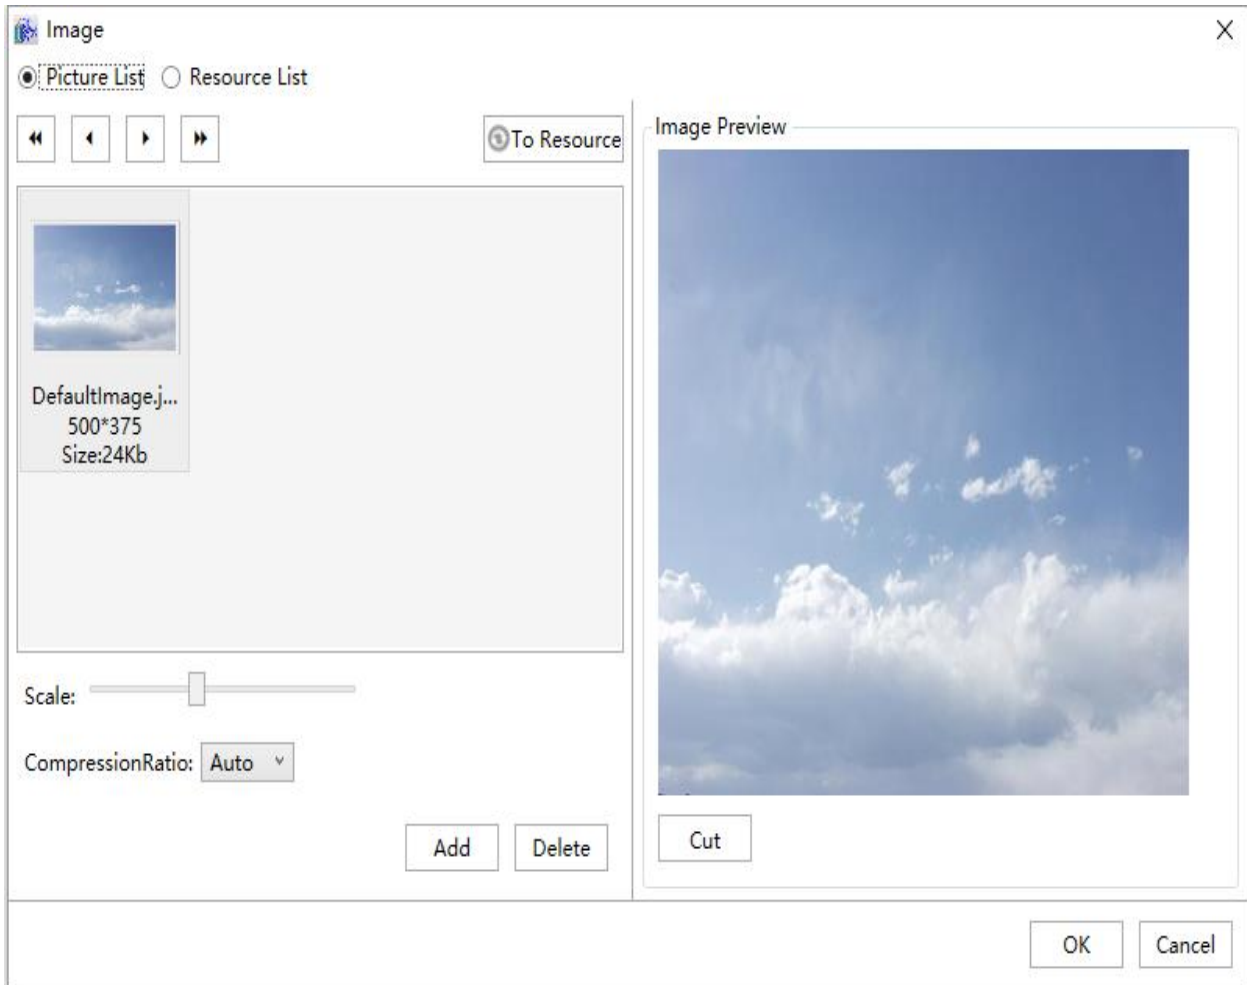 Image
Picture List Resource List
To Resource
Image Preview
DefaultImage.j...
500*375
Size:24Kb
Scale:
CompressionRatio: Auto
Add Delete
Cut
OK Cancel